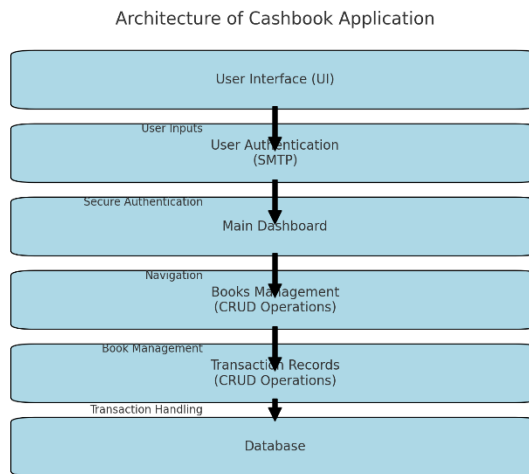 Architecture of Cashbook Application
User Interface (UI)
User Inputs
User Authentication
(SMTP)
Secure Authentication
Main Dashboard
Navigation
Books Management
(CRUD Operations)
Book Management
Transaction Records
(CRUD Operations)
Transaction Handling
Database